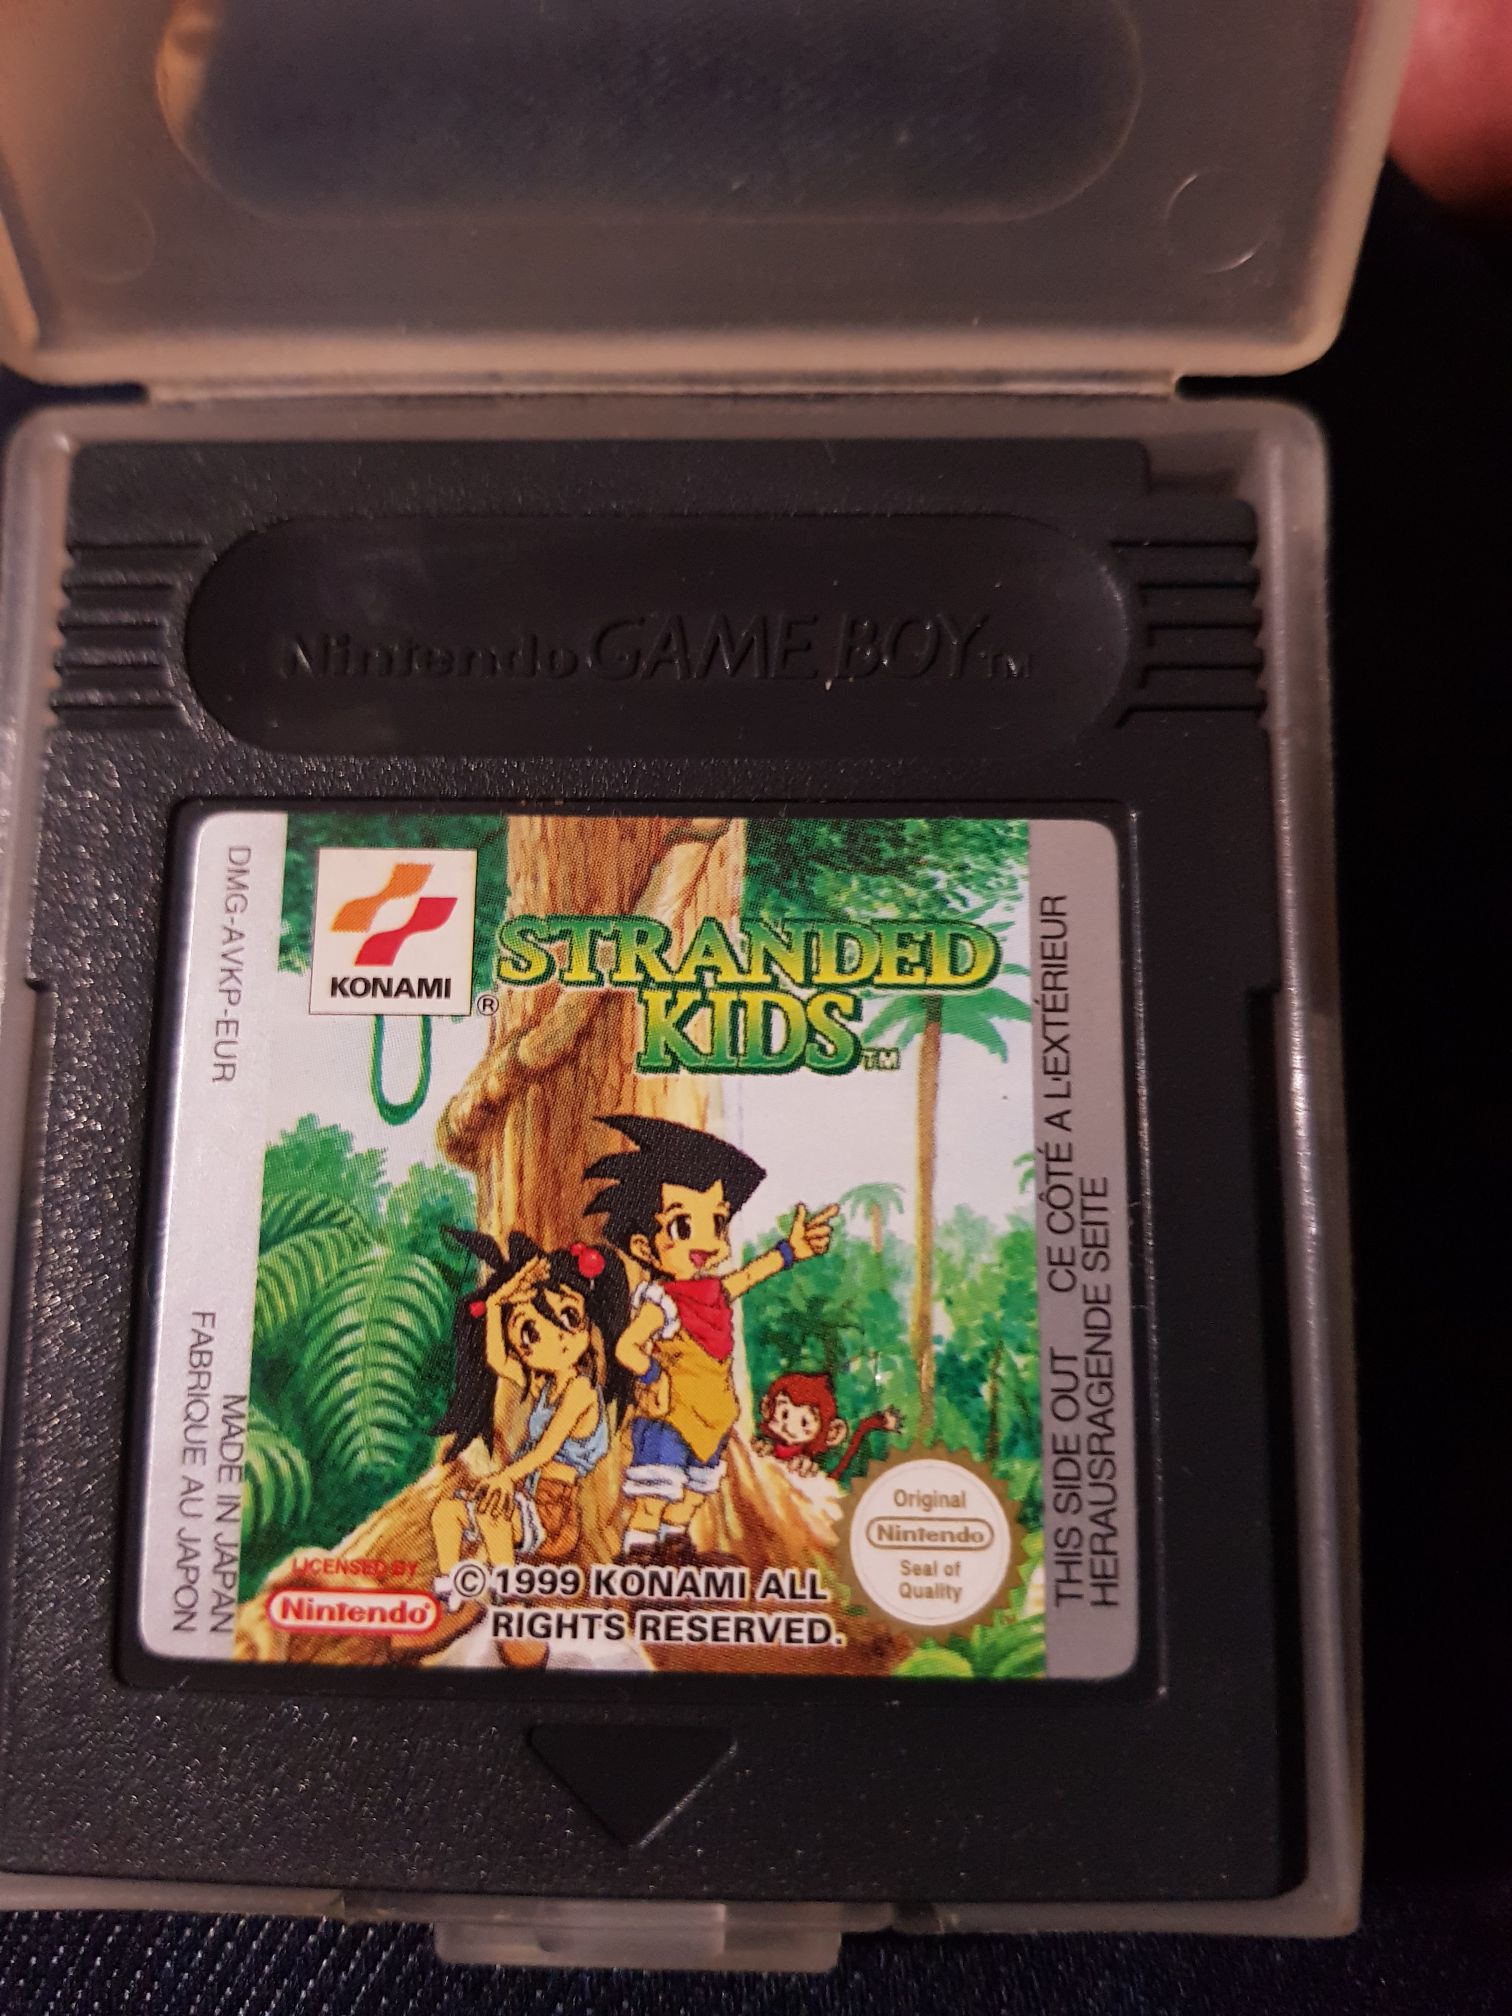 Nintendo GAME BOY TM
DMG-AVKP-EUR
KONAMI
®
STRANDED
KIDS TM
MADE IN JAPAN
FABRIQUE AU JAPON
LICENSED BY
Nintendo
© 1999 KONAMI ALL
RIGHTS RESERVED.
Original
Nintendo
Seal of
Quality
THIS SIDE OUT CE CÔTÉ A L'EXTÉRIEUR
HERAUSRAGENDE SEITE